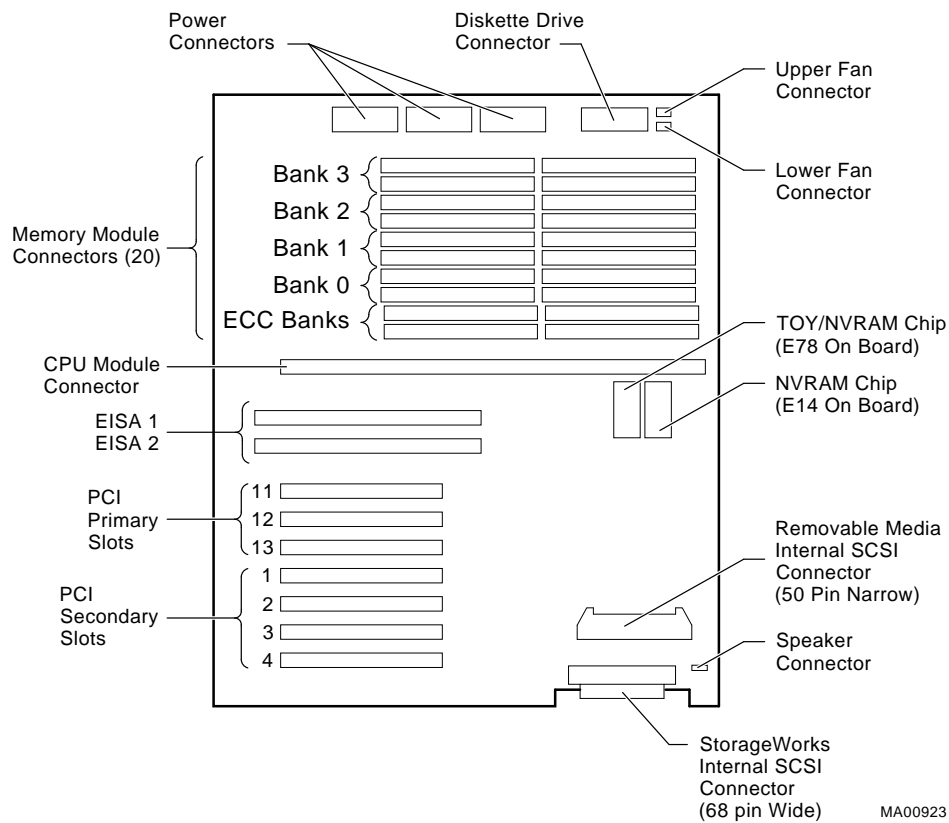 Power
Connectors
Diskette Drive
Connector
Upper Fan
Connector
Lower Fan
Connector
Memory Module
Connectors (20)
Bank 3
Bank 2
Bank 1
Bank 0
ECC Banks
TOY/NVRAM Chip
(E78 On Board)
CPU Module
Connector
NVRAM Chip
(E14 On Board)
EISA 1
EISA 2
PCI
Primary
Slots
11
12
13
PCI
Secondary
Slots
1
2
3
4
Removable Media
Internal SCSI
Connector
(50 Pin Narrow)
Speaker
Connector
StorageWorks
Internal SCSI
Connector
(68 pin Wide)
MA00923